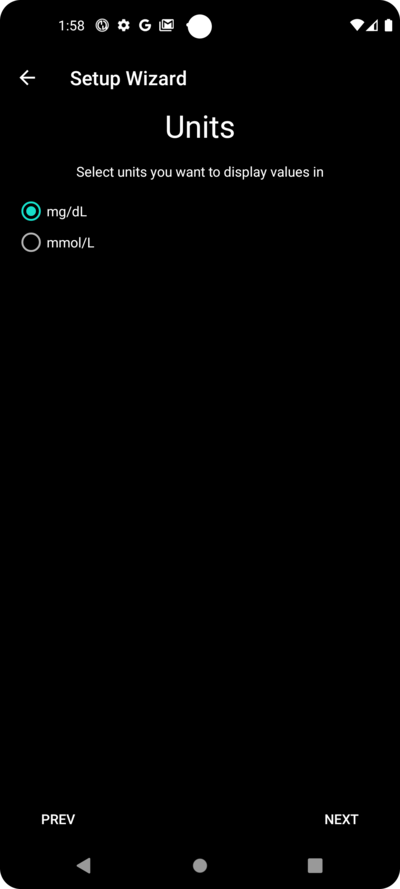 1:58
Setup Wizard
Units
Select units you want to display values in
mg/dL
mmol/L
PREV
NEXT